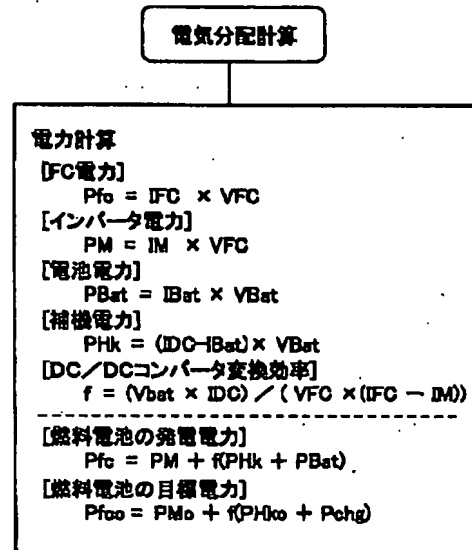 電気分配計算
電力計算
[FC電力]
Pfc = IFC × VFC
[インバータ電力]
PM = IM × VFC
[電池電力]
PBat = IBat × VBat
[補機電力]
PHk = (IDC-IBat)× VBat
[DC／DCコンバータ変換効率]
f = (Vbat × IDC) / ( VFC ×(IFC − IM))
[燃料電池の発電電力]
Pfc = PM + f(PHk + PBat)
[燃料電池の目標電力]
Pfco = PMo + f(PHko + Pchg)